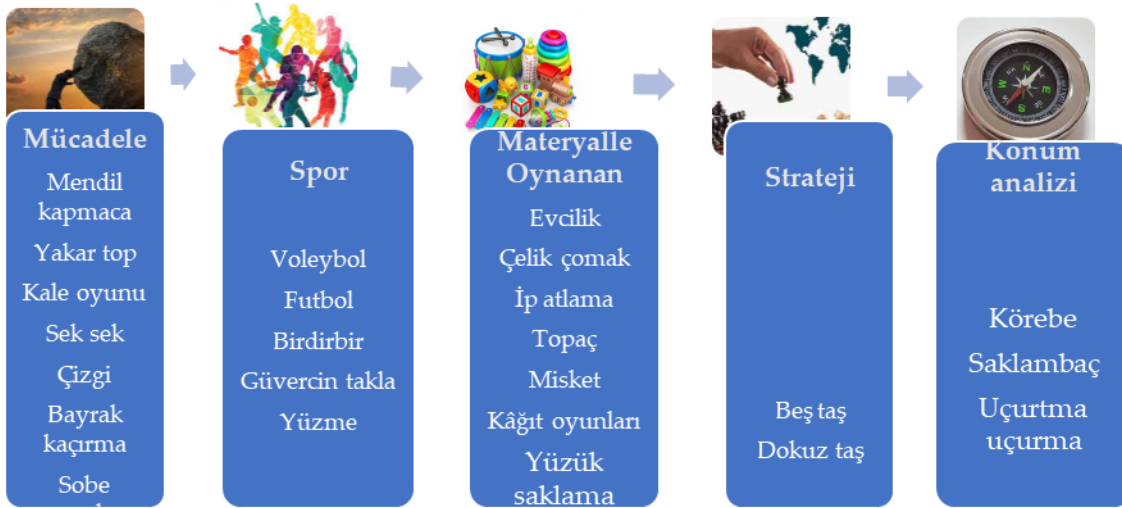 Mücadele
Mendil
kapmaca
Yakar top
Kale oyunu
Sek sek
Çizgi
Bayrak
kaçırma
Sobe
Spor
Voleybol
Futbol
Birdirbir
Güvercin takla
Yüzme
Materyalle
Oynanan
Evcilik
Çelik çomak
İp atlama
Topaç
Misket
Kâğıt oyunları
Yüzük
saklama
Strateji
Beş taş
Dokuz taş
Konum
analizi
Körebe
Saklambaç
Uçurtma
uçurma